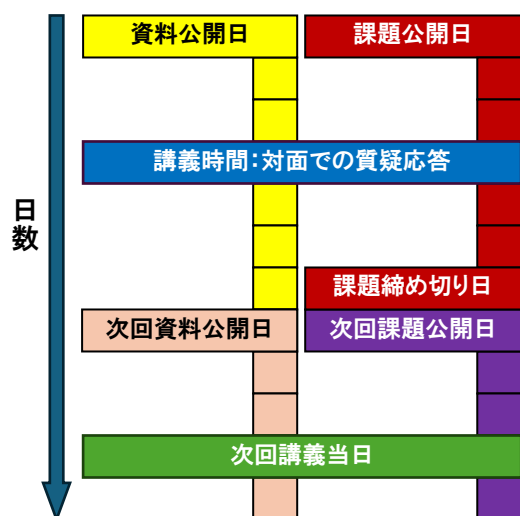 資料公開日
課題公開日
講義時間：対面での質疑応答
日数
課題締め切り日
次回資料公開日
次回課題公開日
次回講義当日